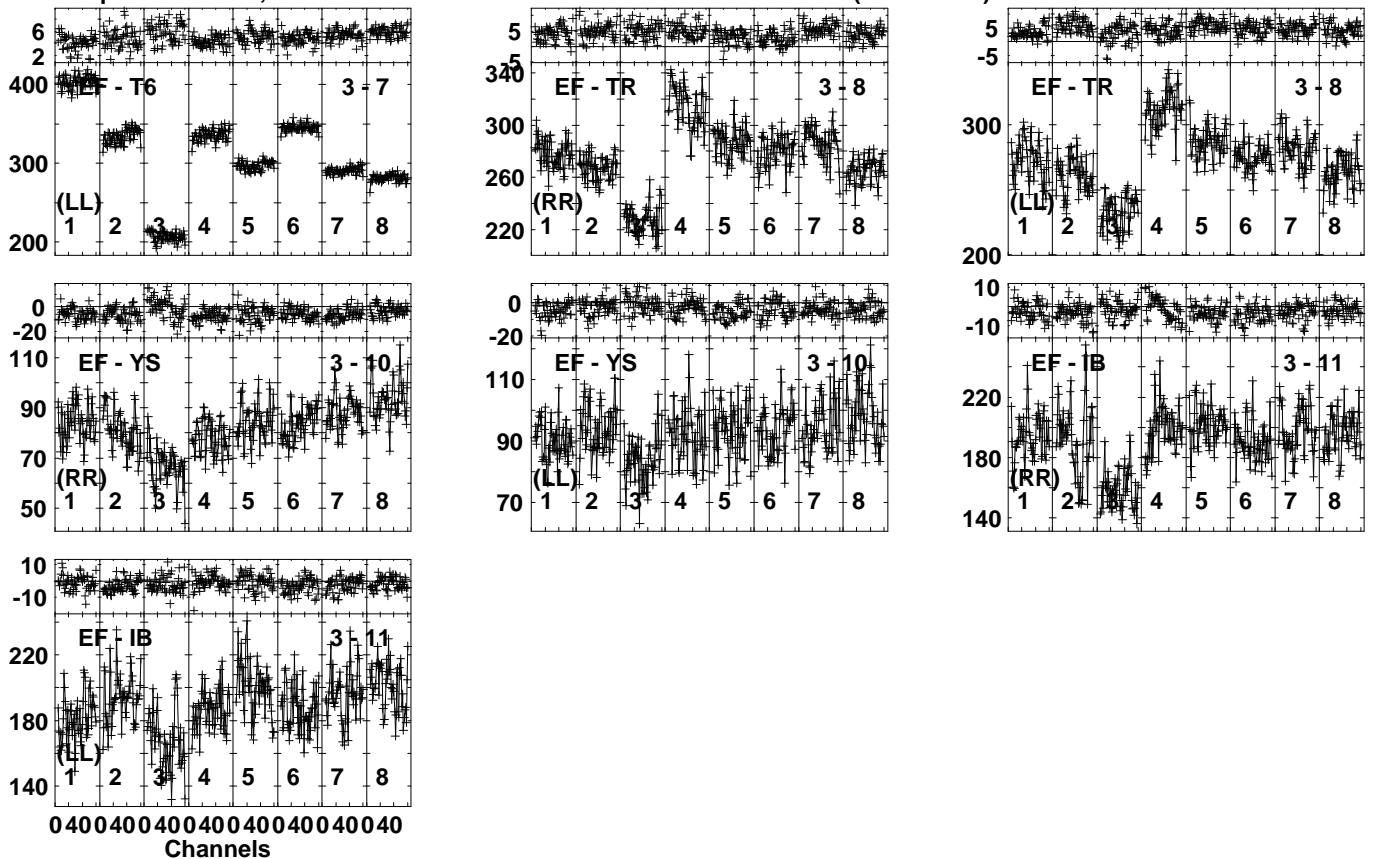 6
2
400
300
200
EF - T6 3 - 7
(LL)
1 2 3 4 5 6 7 8
5
-5
340
300
260
220
EF - TR 3 - 8
(RR)
1 2 3 4 5 6 7 8
5
-5
300
200
EF - TR 3 - 8
(LL)
1 2 3 4 5 6 7 8
0
-20
110
90
70
50
EF - YS 3 - 10
(RR)
1 2 3 4 5 6 7 8
0
-20
110
90
70
EF - YS 3 - 10
(LL)
1 2 3 4 5 6 7 8
10
-10
220
180
140
EF - IB 3 - 11
(RR)
1 2 3 4 5 6 7 8
10
-10
220
180
140
EF - IB 3 - 11
(LL)
1 2 3 4 5 6 7 8
0 40 0 40 0 40 0 40 0 40 0 40 0 40 0 40
Channels